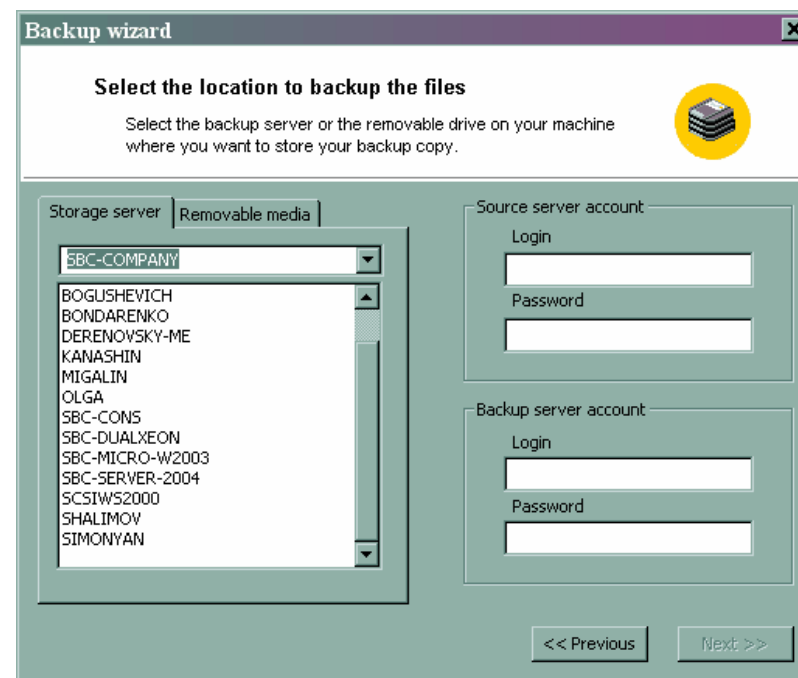 Backup wizard
Select the location to backup the files
Select the backup server or the removable drive on your machine
where you want to store your backup copy.
Storage server
Removable media
SBC-COMPANY
BOGUSHEVICH
BONDARENKO
DERENOVSKY-ME
KANASHIN
MIGALIN
OLGA
SBC-CONS
SBC-DUALXEON
SBC-MICRO-W2003
SBC-SERVER-2004
SCSIWS2000
SHALIMOV
SIMONYAN
Source server account
Login
Password
Backup server account
Login
Password
<< Previous
Next >>